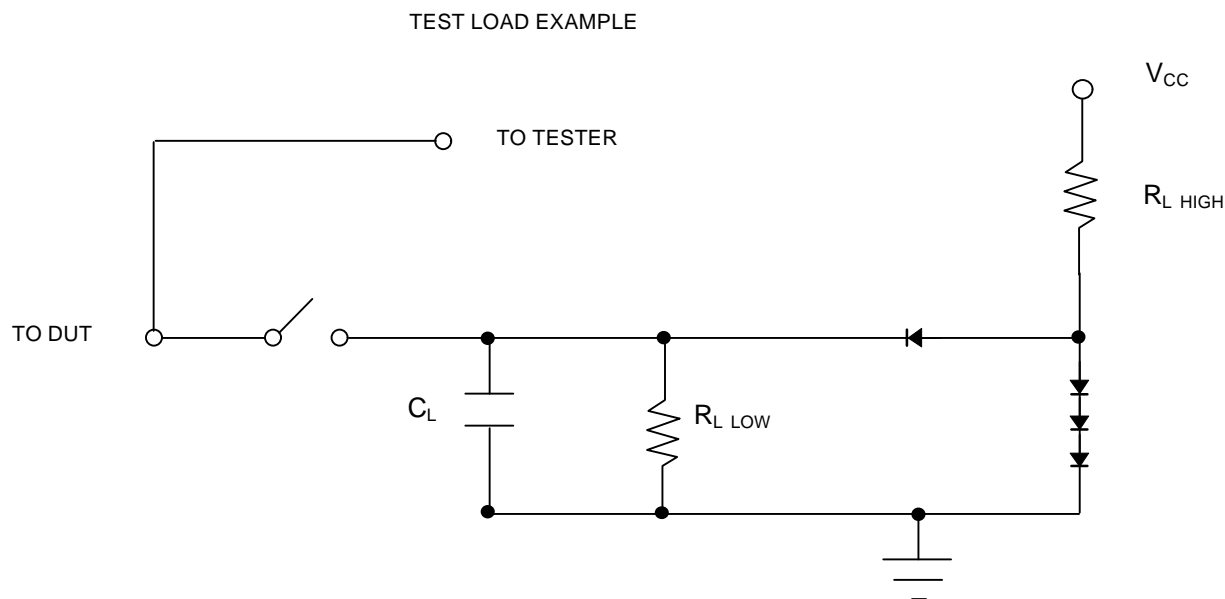 TEST LOAD EXAMPLE
VCC
TO TESTER
RL HIGH
TO DUT
CL
RL LOW